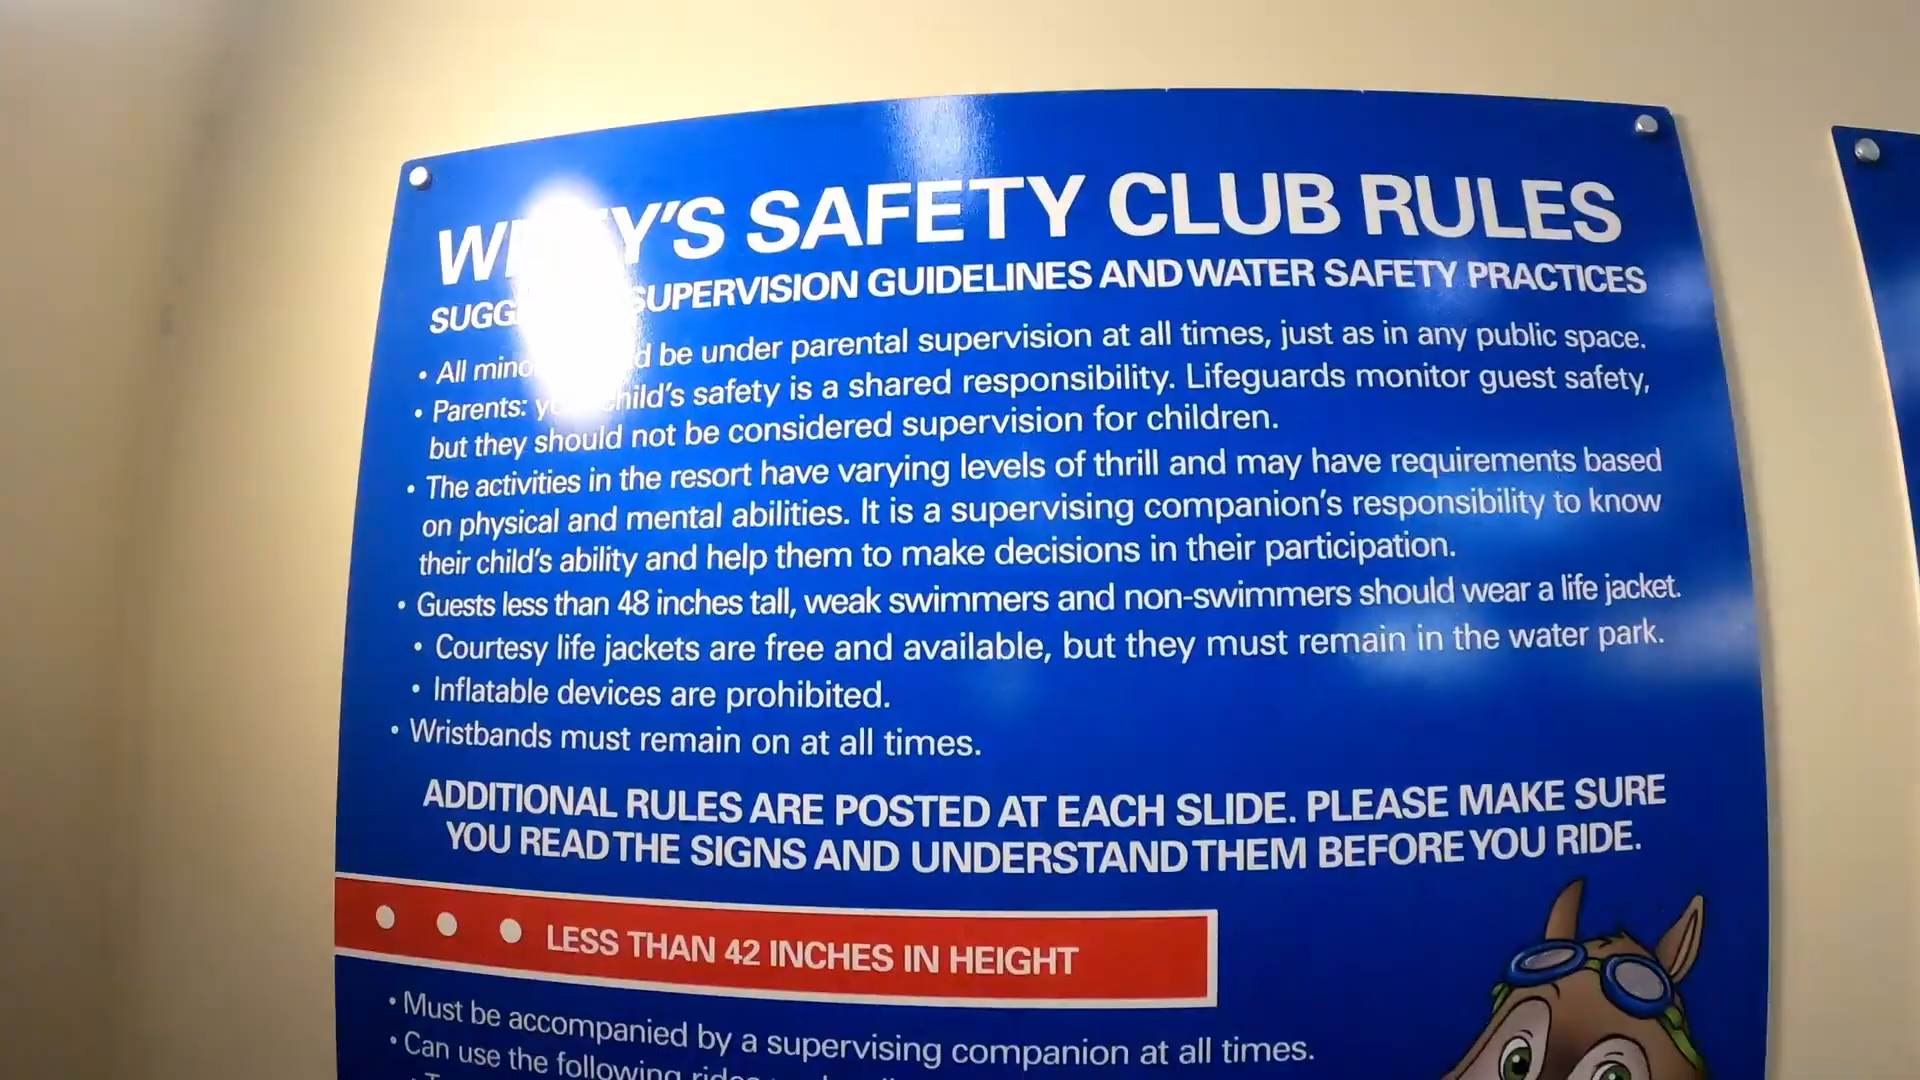 SAFETY CLUB RULES
SUPERVISION GUIDELINES AND WATER SAFETY PRACTICES
• All be under parental supervision at all times, just as in any public space.
• Parents: child's safety is a shared responsibility. Lifeguards monitor guest safety,
but they should not be considered supervision for children.
• The activities in the resort have varying levels of thrill and may have requirements based
on physical and mental abilities. It is a supervising companion's responsibility to know
their child's ability and help them to make decisions in their participation.
• Guests less than 48 inches tall, weak swimmers and non-swimmers should wear a life jacket.
• Courtesy life jackets are free and available, but they must remain in the water park.
• Inflatable devices are prohibited.
• Wristbands must remain on at all times.
ADDITIONAL RULES ARE POSTED AT EACH SLIDE. PLEASE MAKE SURE
YOU READ THE SIGNS AND UNDERSTAND THEM BEFORE YOU RIDE.
LESS THAN 42 INCHES IN HEIGHT
• Must be accompanied by a supervising companion at all times.
• Can use the following rides